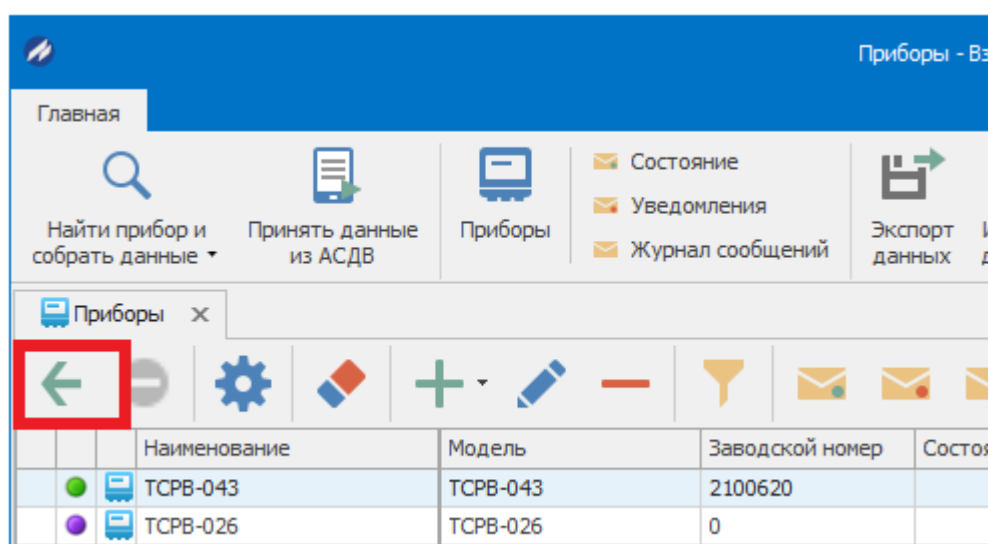 Приборы - Вз
Главная
Найти прибор и
собрать данные
Принять данные
из АСДВ
Приборы
Состояние
Уведомления
Журнал сообщений
Экспорт
данных
Приборы
Наименование Модель Заводской номер Состоя
ТСРВ-043 ТСРВ-043 2100620
ТСРВ-026 ТСРВ-026 0